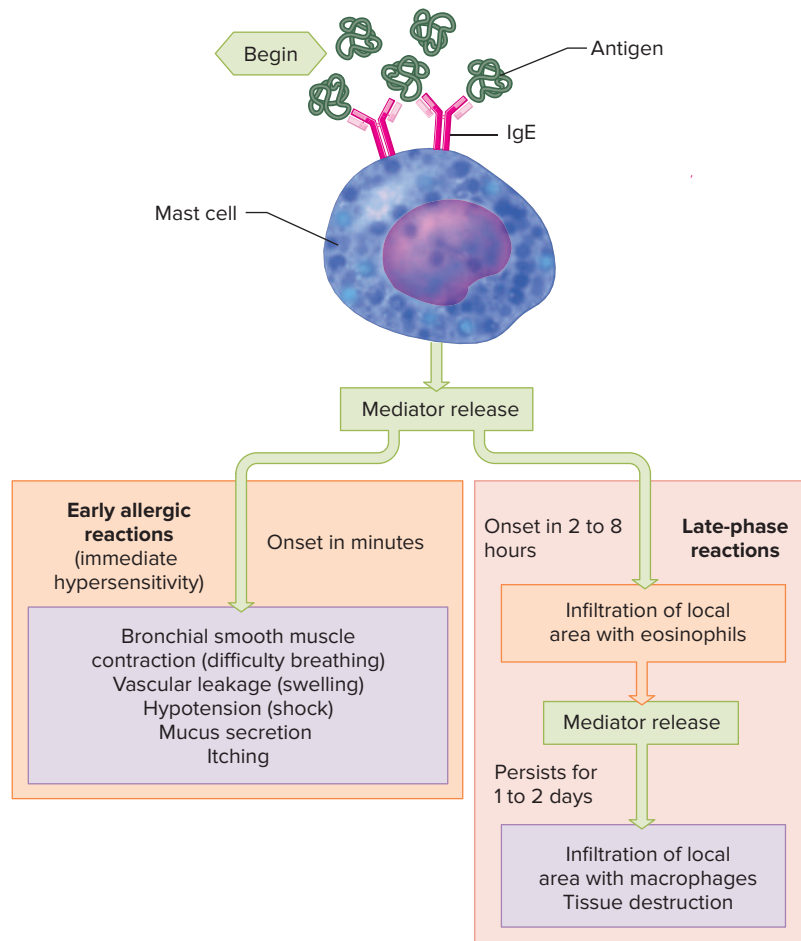 Begin
Antigen
IgE
Mast cell
Mediator release
Early allergic
reactions
(immediate
hypersensitivity)
Onset in minutes
Bronchial smooth muscle
contraction (difficulty breathing)
Vascular leakage (swelling)
Hypotension (shock)
Mucus secretion
Itching
Onset in 2 to 8
hours
Late-phase
reactions
Infiltration of local
area with eosinophils
Mediator release
Persists for
1 to 2 days
Infiltration of local
area with macrophages
Tissue destruction